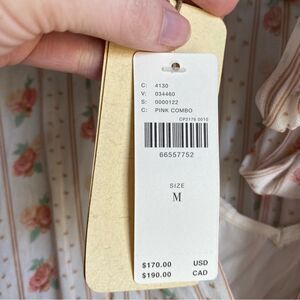 C: 4130
V: 034460
S: 0000122
C: PINK COMBO
CP3176 0010
66557752
SIZE
M
$170.00 USD
$190.00 CAD